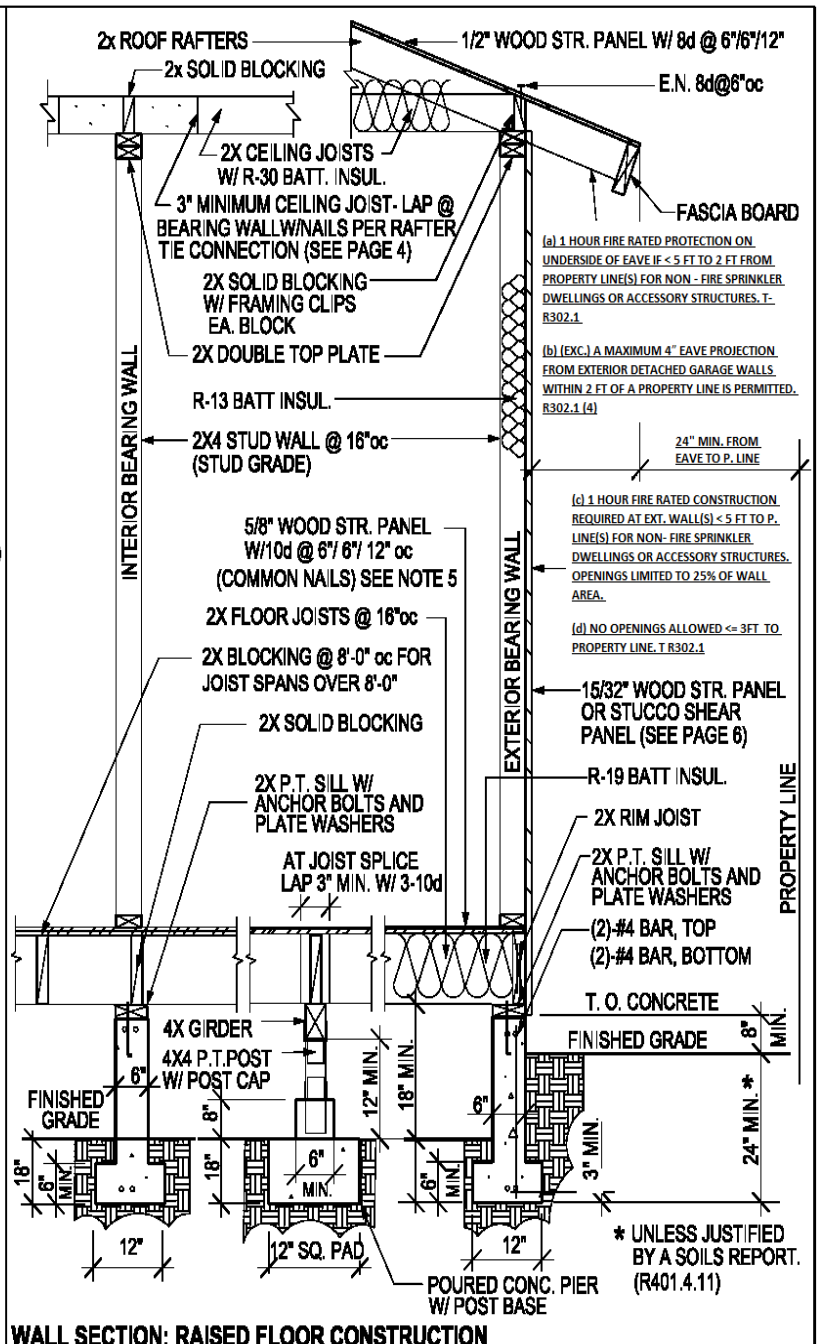 2x ROOF RAFTERS
1/2" WOOD STR. PANEL W/ 8d @ 6"/6"/12"
2x SOLID BLOCKING
E.N. 8d@6"oc
2X CEILING JOISTS
W/ R-30 BATT. INSUL.
3" MINIMUM CEILING JOIST- LAP @
BEARING WALLW/NAILS PER RAFTER
TIE CONNECTION (SEE PAGE 4)
FASCIA BOARD
(a) 1 HOUR FIRE RATED PROTECTION ON
UNDERSIDE OF EAVE IF < 5 FT TO 2 FT FROM
PROPERTY LINE(S) FOR NON - FIRE SPRINKLER
DWELLINGS OR ACCESSORY STRUCTURES. T-
R302.1
2X SOLID BLOCKING
W/ FRAMING CLIPS
EA. BLOCK
2X DOUBLE TOP PLATE
(b) (EXC.) A MAXIMUM 4" EAVE PROJECTION
FROM EXTERIOR DETACHED GARAGE WALLS
WITHIN 2 FT OF A PROPERTY LINE IS PERMITTED.
R302.1 (4)
R-13 BATT INSUL.
2X4 STUD WALL @ 16"oc
(STUD GRADE)
24" MIN. FROM
EAVE TO P. LINE
INTERIOR BEARING WALL
EXTERIOR BEARING WALL
PROPERTY LINE
(c) 1 HOUR FIRE RATED CONSTRUCTION
REQUIRED AT EXT. WALL(S) < 5 FT TO P.
LINE(S) FOR NON- FIRE SPRINKLER
DWELLINGS OR ACCESSORY STRUCTURES.
OPENINGS LIMITED TO 25% OF WALL
AREA.
(d) NO OPENINGS ALLOWED <= 3FT TO
PROPERTY LINE. T R302.1
5/8" WOOD STR. PANEL
W/10d @ 6"/ 6"/ 12" oc
(COMMON NAILS) SEE NOTE 5
2X FLOOR JOISTS @ 16"oc
2X BLOCKING @ 8'-0" oc FOR
JOIST SPANS OVER 8'-0"
2X SOLID BLOCKING
15/32" WOOD STR. PANEL
OR STUCCO SHEAR
PANEL (SEE PAGE 6)
R-19 BATT INSUL.
2X P.T. SILL W/
ANCHOR BOLTS AND
PLATE WASHERS
2X RIM JOIST
AT JOIST SPLICE
LAP 3" MIN. W/ 3-10d
2X P.T. SILL W/
ANCHOR BOLTS AND
PLATE WASHERS
(2)-#4 BAR, TOP
(2)-#4 BAR, BOTTOM
T. O. CONCRETE
FINISHED GRADE
8"
MIN.
4X GIRDER
4X4 P.T.POST
W/ POST CAP
6"
12" MIN.
18" MIN.
6"
FINISHED
GRADE
8"
24" MIN. *
3" MIN.
18"
6"
MIN.
18"
6"
MIN.
6"
MIN.
12"
12" SQ. PAD
12"
* UNLESS JUSTIFIED
BY A SOILS REPORT.
(R401.4.11)
POURED CONC. PIER
W/ POST BASE
WALL SECTION: RAISED FLOOR CONSTRUCTION